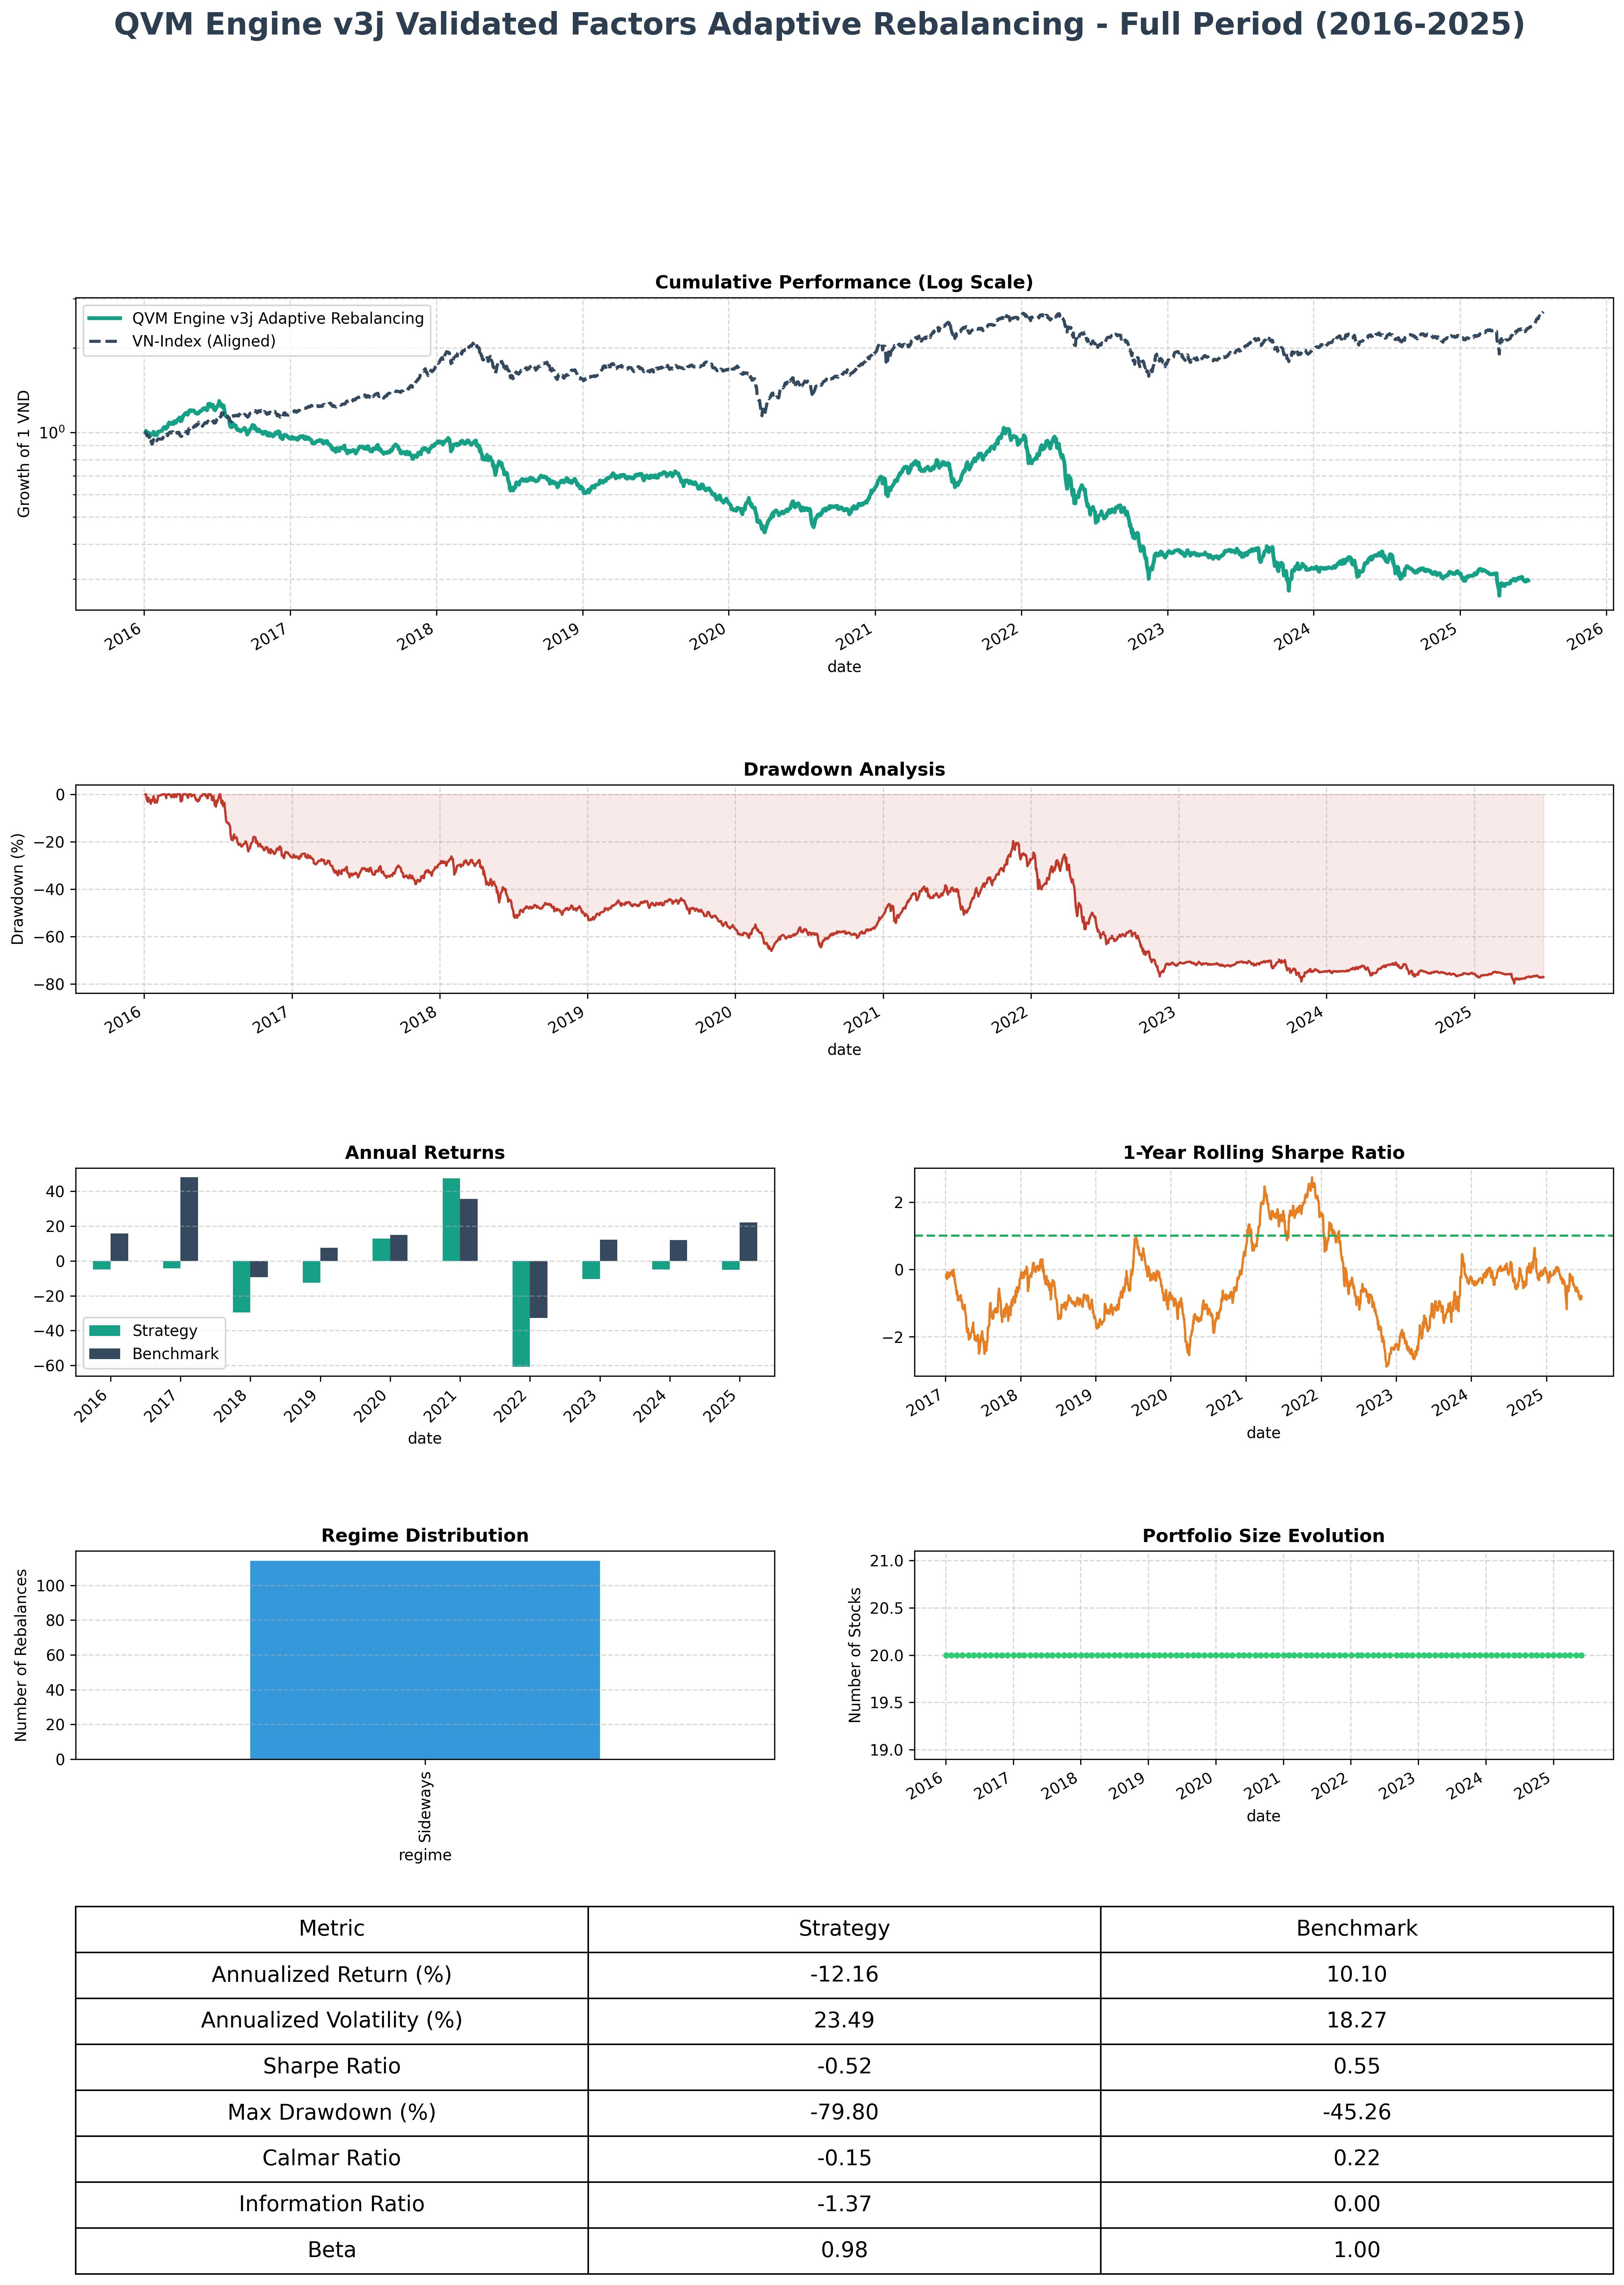 QVM Engine v3j Validated Factors Adaptive Rebalancing - Full Period (2016-2025)
Cumulative Performance (Log Scale)
QVM Engine v3j Adaptive Rebalancing
VN-Index (Aligned)
Growth of 1 VND
10⁰
2016 2017 2018 2019 2020 2021 2022 2023 2024 2025 2026
date
Drawdown Analysis
Drawdown (%)
0
−20
−40
−60
−80
2016 2017 2018 2019 2020 2021 2022 2023 2024 2025
date
Annual Returns
40
20
0
−20
−40
−60
Strategy
Benchmark
2016 2017 2018 2019 2020 2021 2022 2023 2024 2025
date
1-Year Rolling Sharpe Ratio
2
0
−2
2017 2018 2019 2020 2021 2022 2023 2024 2025
date
Regime Distribution
Number of Rebalances
100
80
60
40
20
0
Sideways
regime
Portfolio Size Evolution
Number of Stocks
21.0
20.5
20.0
19.5
19.0
2016 2017 2018 2019 2020 2021 2022 2023 2024 2025
date
Metric Strategy Benchmark
Annualized Return (%) -12.16 10.10
Annualized Volatility (%) 23.49 18.27
Sharpe Ratio -0.52 0.55
Max Drawdown (%) -79.80 -45.26
Calmar Ratio -0.15 0.22
Information Ratio -1.37 0.00
Beta 0.98 1.00